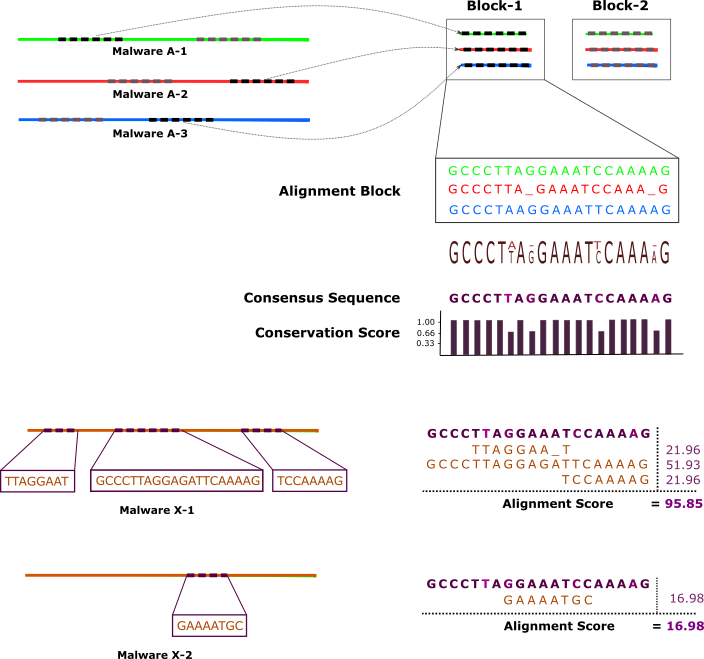 Block-1
Block-2
Malware A-1
Malware A-2
Malware A-3
Alignment Block
GCCCTTAGGAAATCCAAAAG
GCCCTTA_GAAATCCAAA_G
GCCCTAAGGAAATTCAAAAG
GCCCTAAGGAAATCCAAAAG
Consensus Sequence
GCCCTTAGGAAATCCAAAAG
Conservation Score
1.00
0.66
0.33
TTAGGAAT
GCCCTTAGGAGATTCAAAAG
TCCAAAAG
Malware X-1
GCCCTTAGGAAATCCAAAAG
TTAGGAA_T 21.96
GCCCTTAGGAGATTCAAAAG 51.93
TCCAAAAG 21.96
Alignment Score = 95.85
GAAAATGC
Malware X-2
GCCCTTAGGAAATCCAAAAG
GAAAATGC 16.98
Alignment Score = 16.98